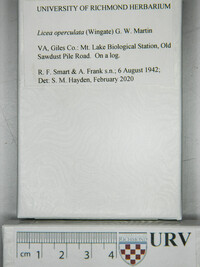 UNIVERSITY OF RICHMOND HERBARIUM
Licea operculata (Wingate) G. W. Martin
VA, Giles Co.: Mt. Lake Biological Station, Old
Sawdust Pile Road. On a log.
R. F. Smart & A. Frank s.n.; 6 August 1942;
Det. S. M. Hayden, February 2020
cm 1 2 3 4
URV